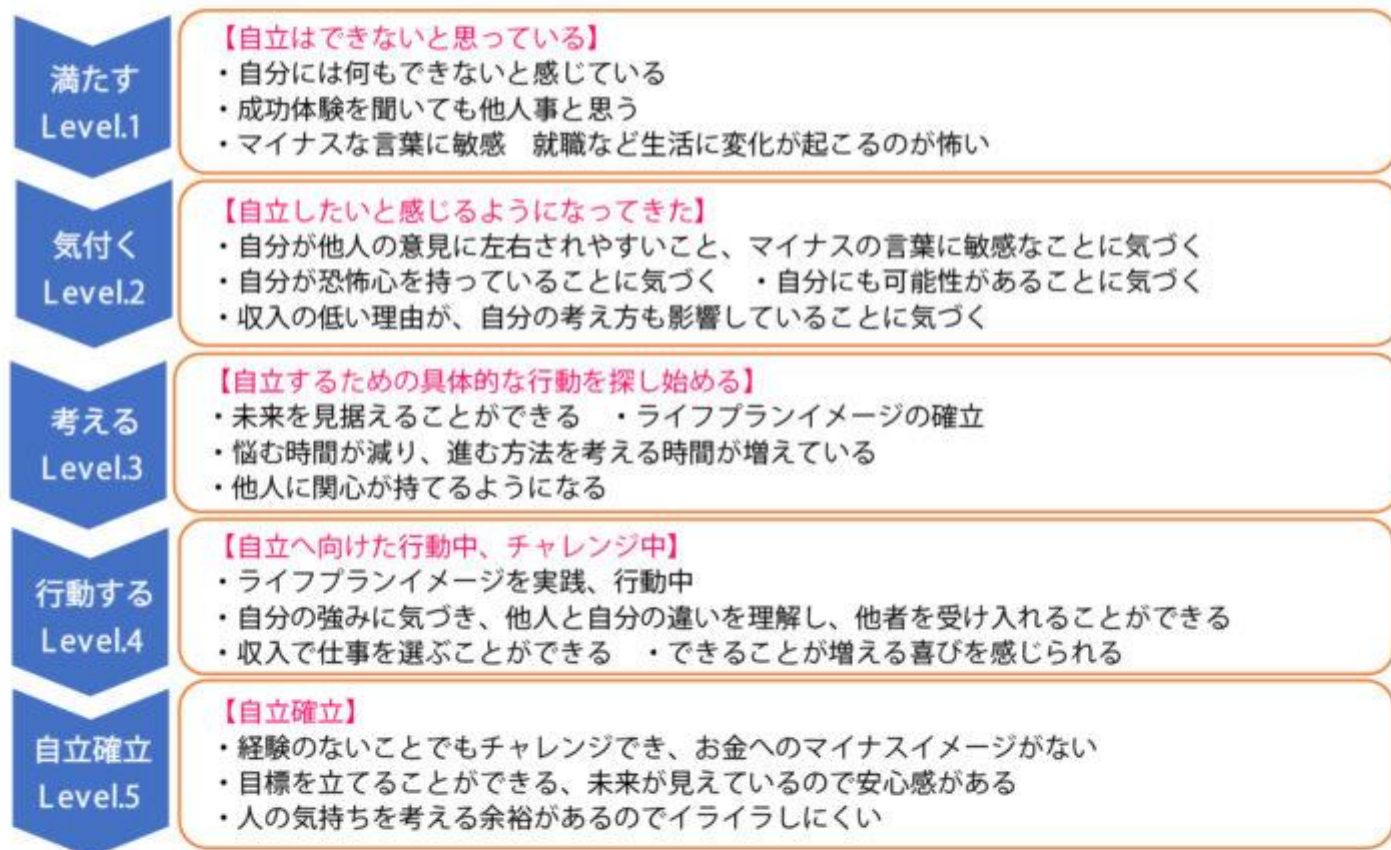 満たす
Level.1
【自立はできないと思っている】
・自分には何もできないと感じている
・成功体験を聞いても他人事と思う
・マイナスな言葉に敏感　就職など生活に変化が起こるのが怖い
気付く
Level.2
【自立したいと感じるようになってきた】
・自分が他人の意見に左右されやすいこと、マイナスの言葉に敏感なことに気づく
・自分が恐怖心を持っていることに気づく　・自分にも可能性があることに気づく
・収入の低い理由が、自分の考え方も影響していることに気づく
考える
Level.3
【自立するための具体的な行動を探し始める】
・未来を見据えることができる　・ライフプランイメージの確立
・悩む時間が減り、進む方法を考える時間が増えている
・他人に関心が持てるようになる
行動する
Level.4
【自立へ向けた行動中、チャレンジ中】
・ライフプランイメージを実践、行動中
・自分の強みに気づき、他人と自分の違いを理解し、他者を受け入れることができる
・収入で仕事を選ぶことができる　・できることが増える喜びを感じられる
自立確立
Level.5
【自立確立】
・経験のないことでもチャレンジでき、お金へのマイナスイメージがない
・目標を立てることができる、未来が見えているので安心感がある
・人の気持ちを考える余裕があるのでイライラしにくい